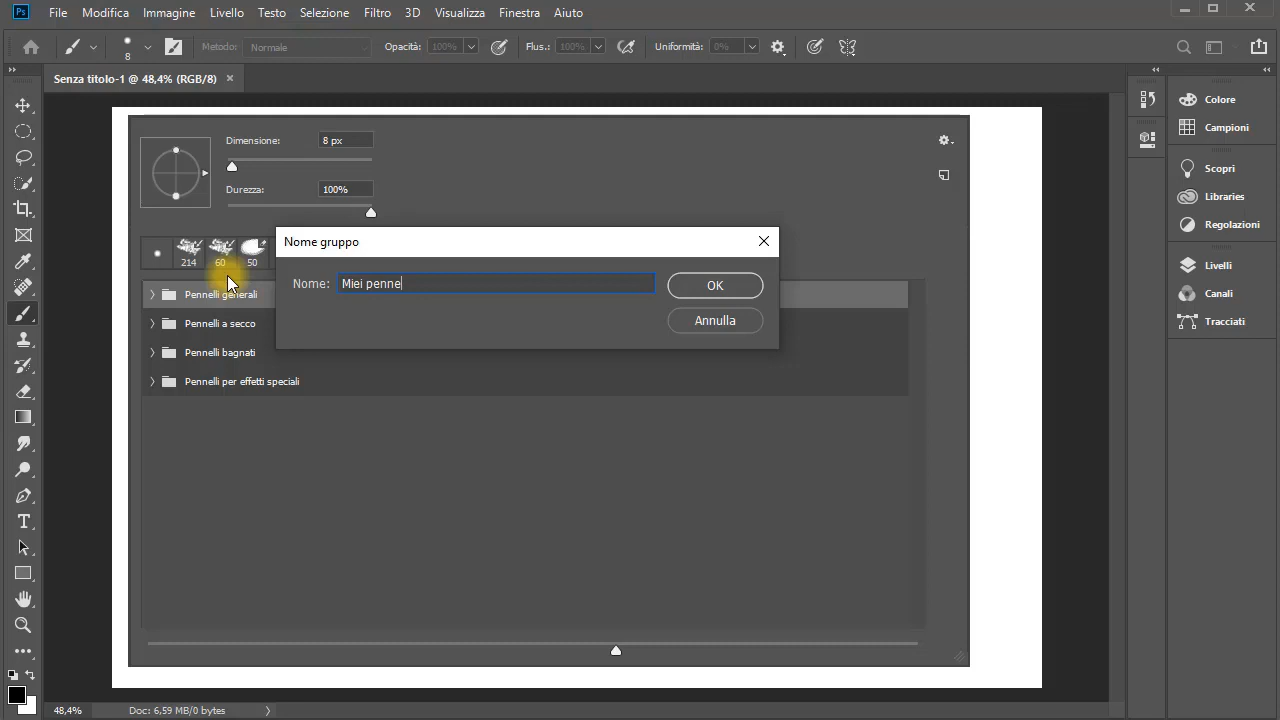 Ps File Modifica Immagine Livello Testo Selezione Filtro 3D Visualizza Finestra Aiuto
8 Metodo: Normale Opacità: 100% Flus.: 100% Uniformità: 0%
Senza titolo-1 @ 48,4% (RGB/8)
Dimensione: 8 px
Durezza: 100%
214 60 50
Nome gruppo
Nome: Miei penne
OK
Annulla
Pennelli generali
Pennelli a secco
Pennelli bagnati
Pennelli per effetti speciali
Colore
Campioni
Scopri
Libraries
Regolazioni
Livelli
Canali
Tracciati
48,4% Doc: 6,59 MB/0 bytes